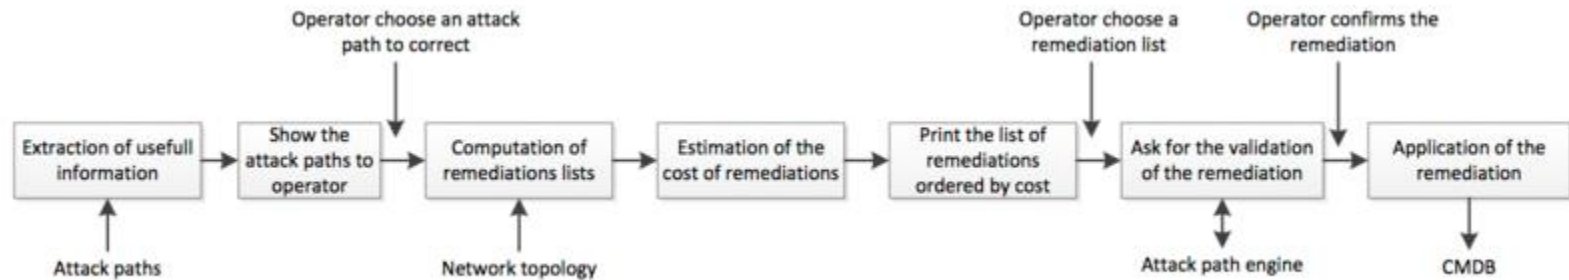 Operator choose an attack
path to correct
Operator choose a
remediation list
Operator confirms the
remediation
Extraction of usefull
information
Show the
attack paths to
operator
Computation of
remediations lists
Estimation of the
cost of remediations
Print the list of
remediations
ordered by cost
Ask for the validation
of the remediation
Application of the
remediation
Attack paths
Network topology
Attack path engine
CMDB